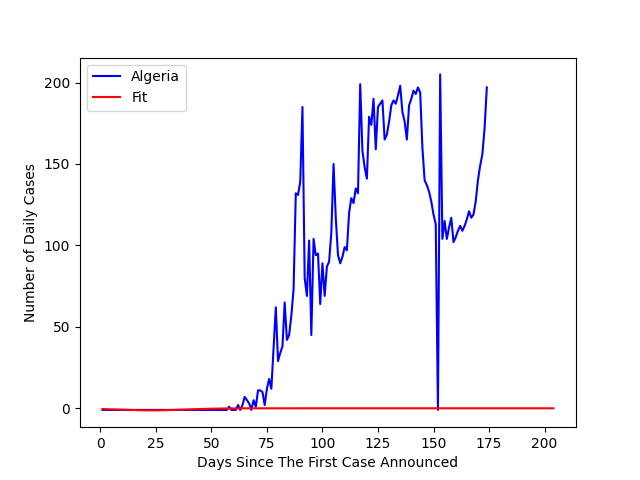 Algeria
Fit
200
150
100
50
0
Number of Daily Cases
0 25 50 75 100 125 150 175 200
Days Since The First Case Announced